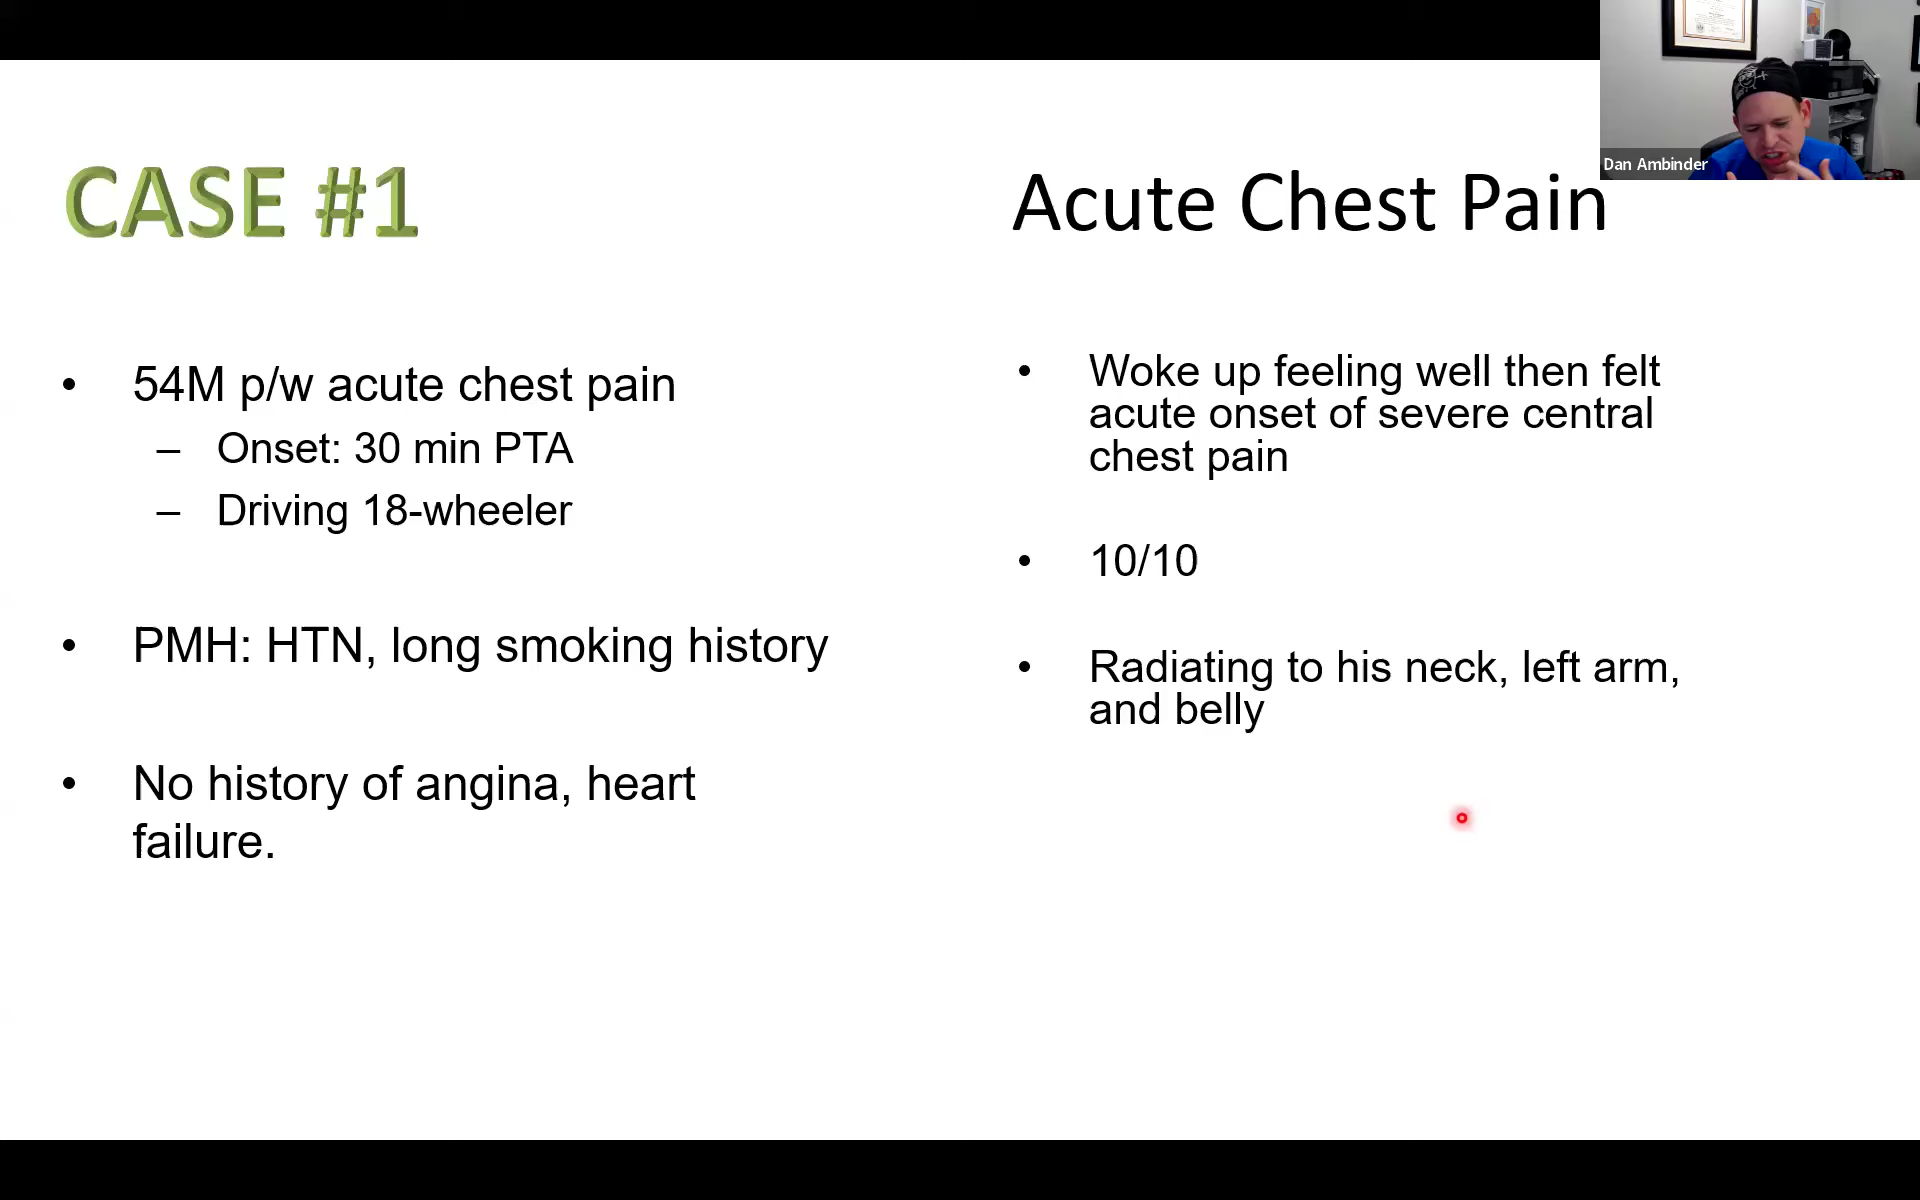 Dan Ambinder
CASE #1
• 54M p/w acute chest pain
– Onset: 30 min PTA
– Driving 18-wheeler
• PMH: HTN, long smoking history
• No history of angina, heart
failure.
Acute Chest Pain
• Woke up feeling well then felt
acute onset of severe central
chest pain
• 10/10
• Radiating to his neck, left arm,
and belly